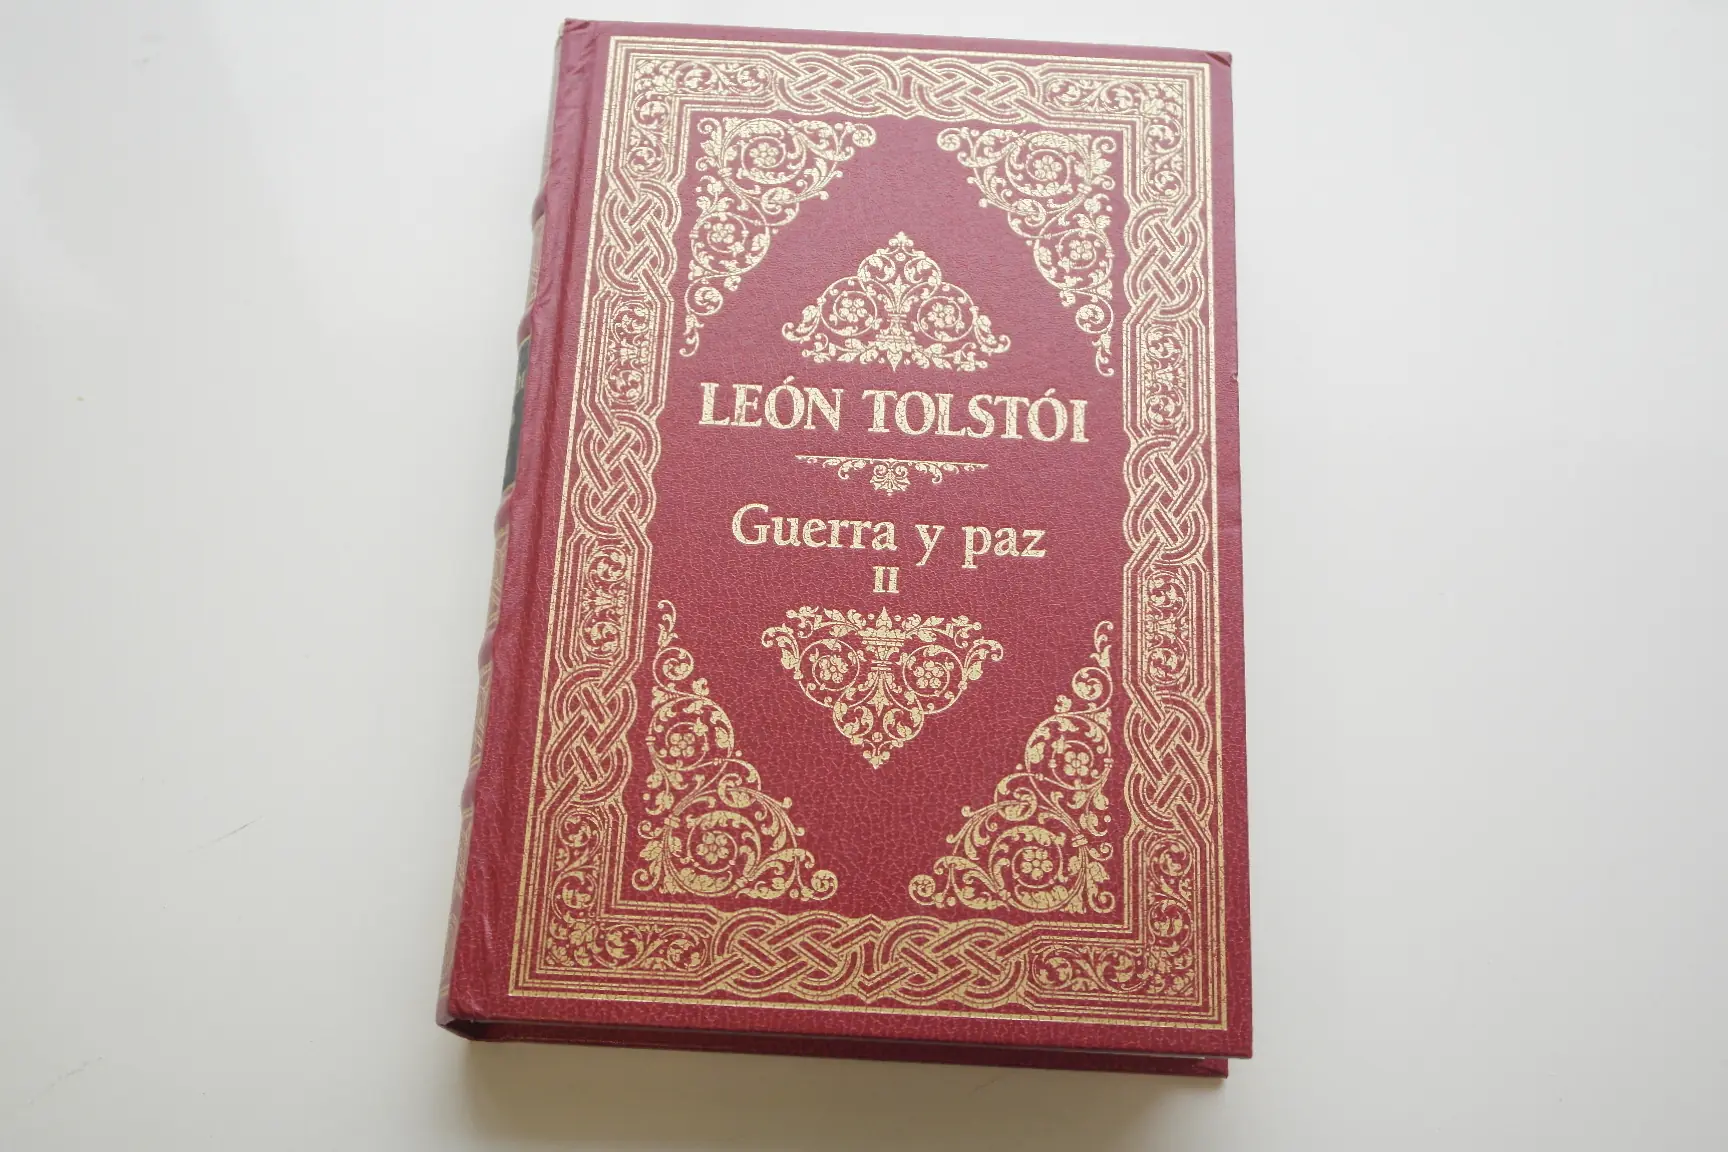 LEÓN TOLSTÓI
Guerra y paz
II